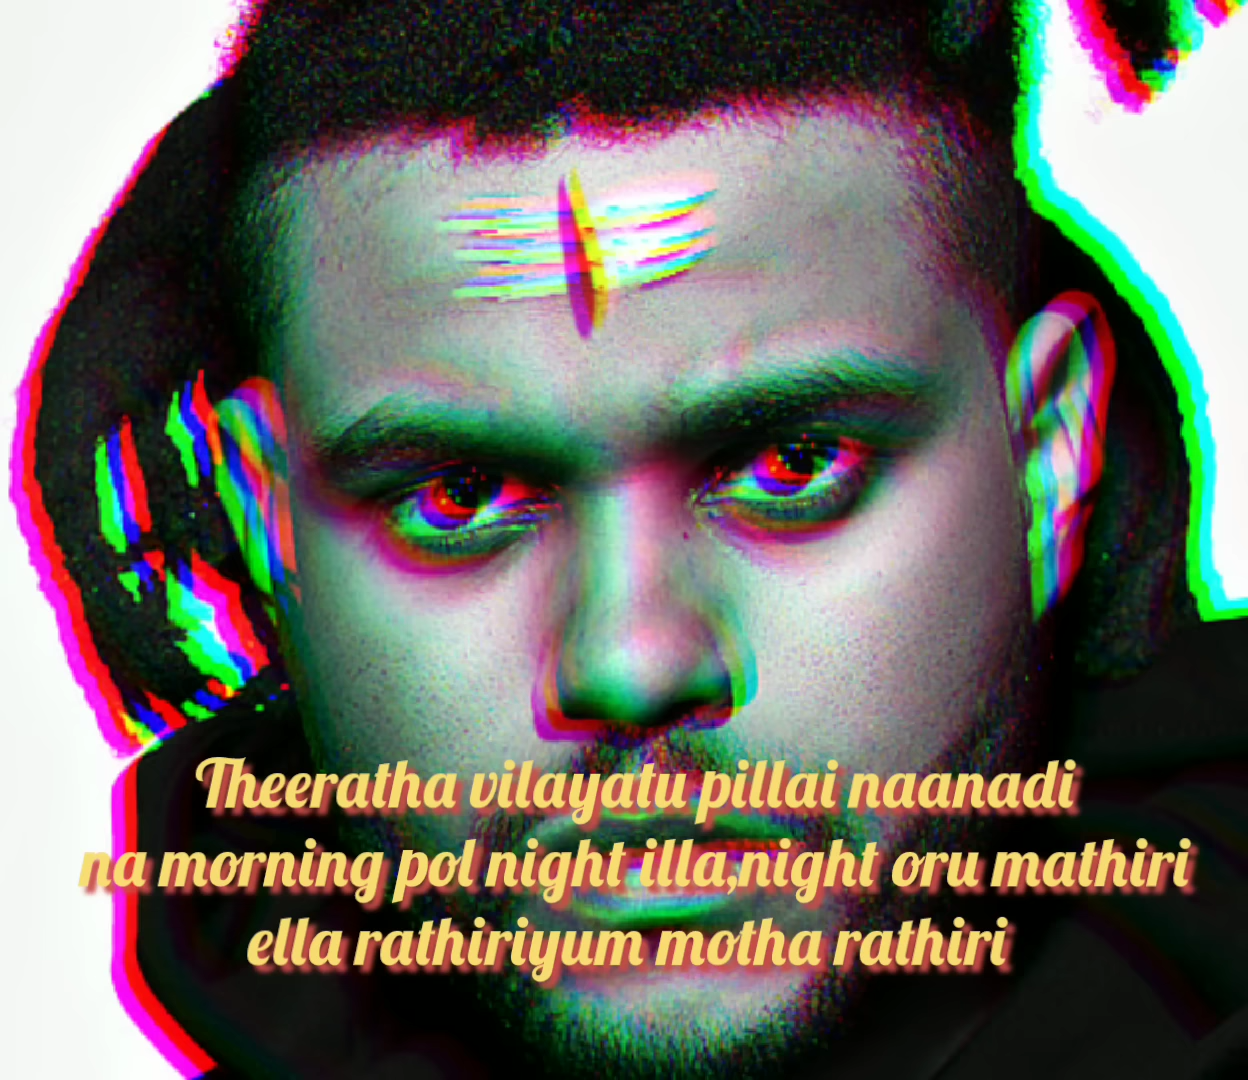 Theeratha vilayatu pillai naanadi
na morning pol night illa,night oru mathiri
ella rathiriyum motha rathiri